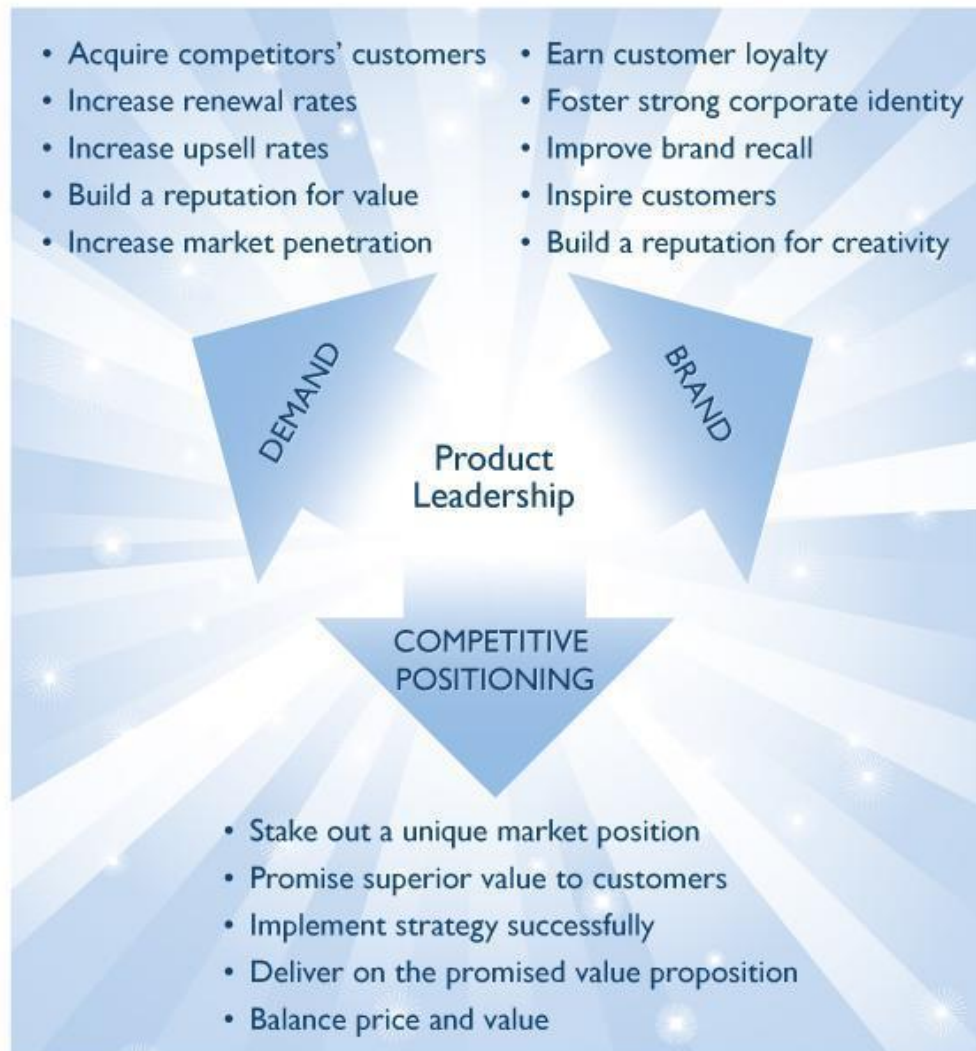 • Acquire competitors' customers
• Increase renewal rates
• Increase upsell rates
• Build a reputation for value
• Increase market penetration
• Earn customer loyalty
• Foster strong corporate identity
• Improve brand recall
• Inspire customers
• Build a reputation for creativity
DEMAND
BRAND
Product
Leadership
COMPETITIVE
POSITIONING
• Stake out a unique market position
• Promise superior value to customers
• Implement strategy successfully
• Deliver on the promised value proposition
• Balance price and value